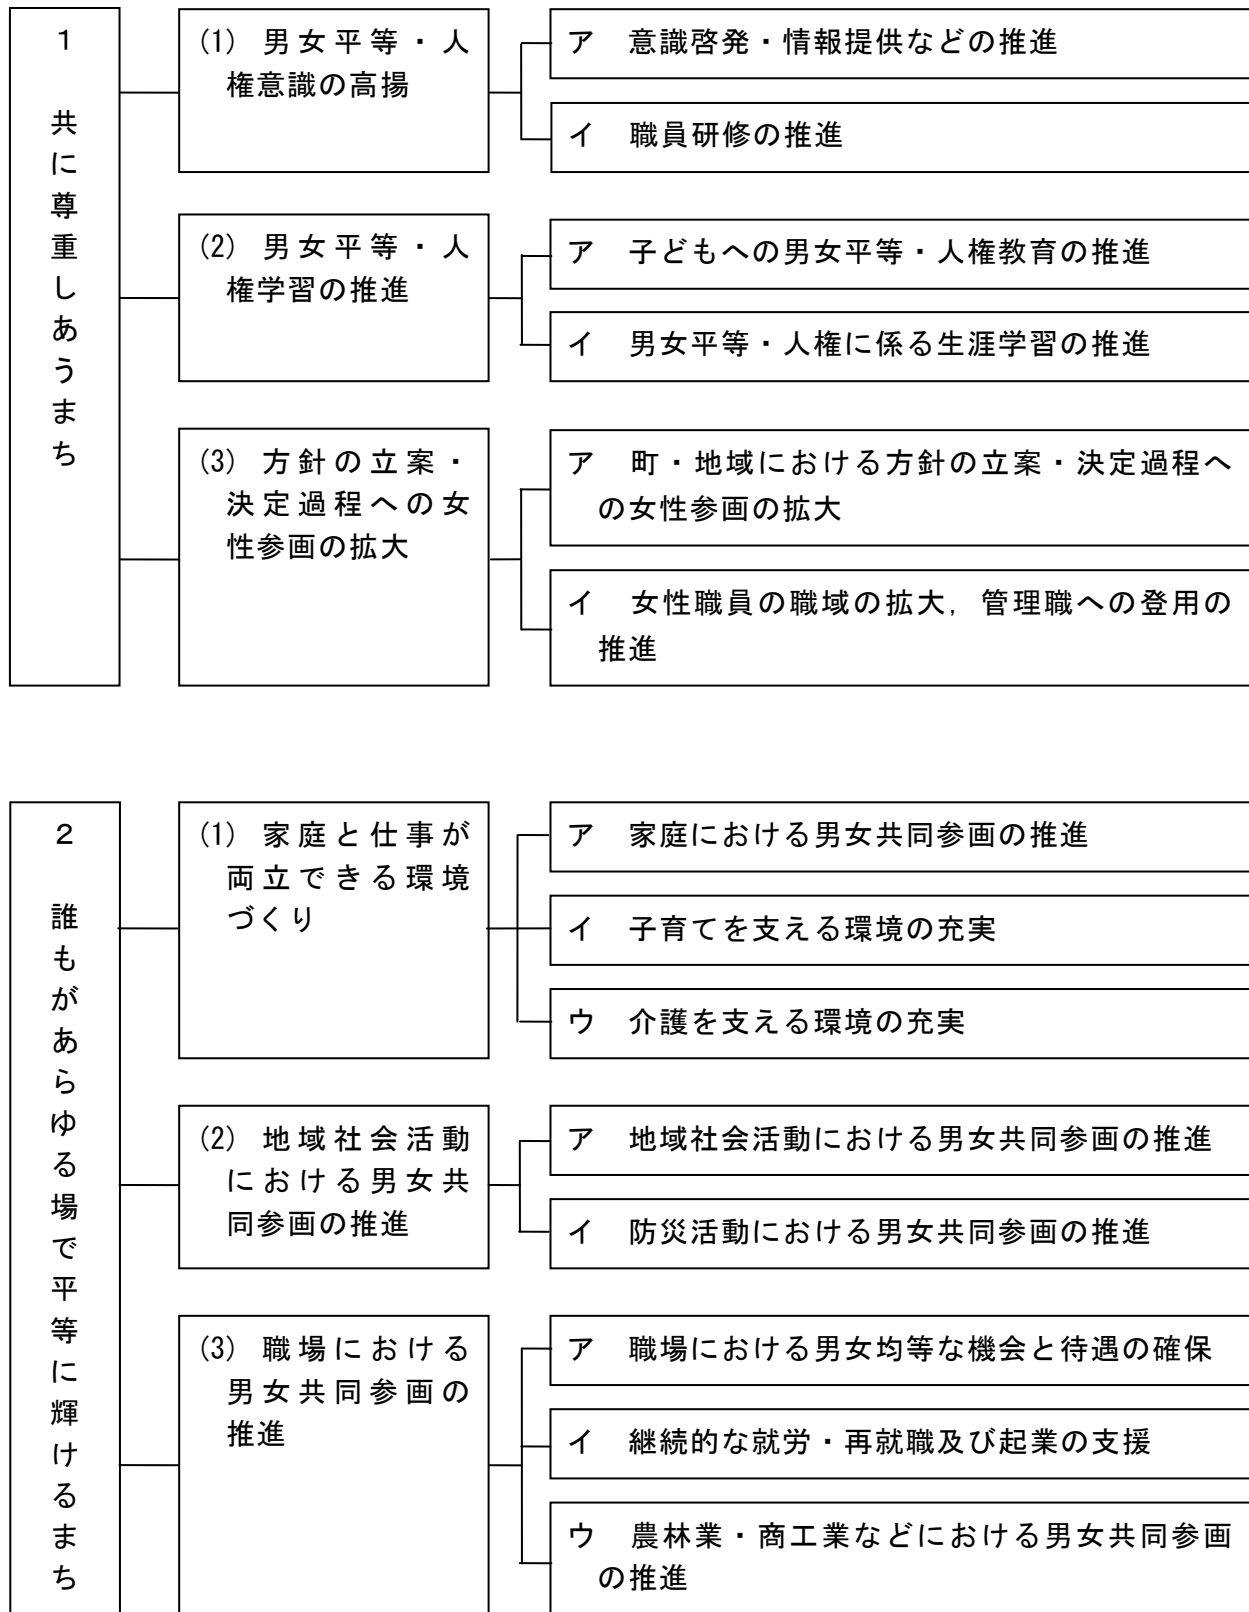 1 共に尊重しあうまち
(1) 男女平等・人
権意識の高揚
ア 意識啓発・情報提供などの推進
イ 職員研修の推進
(2) 男女平等・人
権学習の推進
ア 子どもへの男女平等・人権教育の推進
イ 男女平等・人権に係る生涯学習の推進
(3) 方針の立案・
決定過程への女
性参画の拡大
ア 町・地域における方針の立案・決定過程へ
の女性参画の拡大
イ 女性職員の職域の拡大，管理職への登用の
推進
2 誰もがあらゆる場で平等に輝けるまち
(1) 家庭と仕事が
両立できる環境
づくり
ア 家庭における男女共同参画の推進
イ 子育てを支える環境の充実
ウ 介護を支える環境の充実
(2) 地域社会活動
における男女共
同参画の推進
ア 地域社会活動における男女共同参画の推進
イ 防災活動における男女共同参画の推進
(3) 職場における
男女共同参画の
推進
ア 職場における男女均等な機会と待遇の確保
イ 継続的な就労・再就職及び起業の支援
ウ 農林業・商工業などにおける男女共同参画
の推進